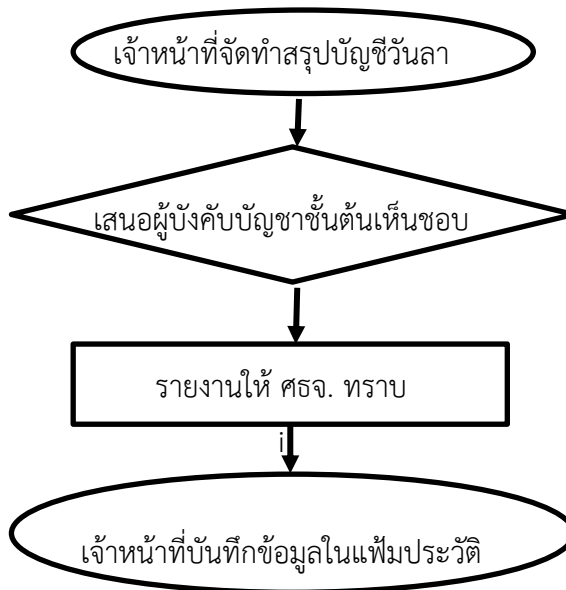 เจ้าหน้าที่จัดทำสรุปบัญชีวันลา
เสนอผู้บังคับบัญชาชั้นต้นเห็นชอบ
รายงานให้ ศธจ. ทราบ
i
เจ้าหน้าที่บันทึกข้อมูลในแฟ้มประวัติ